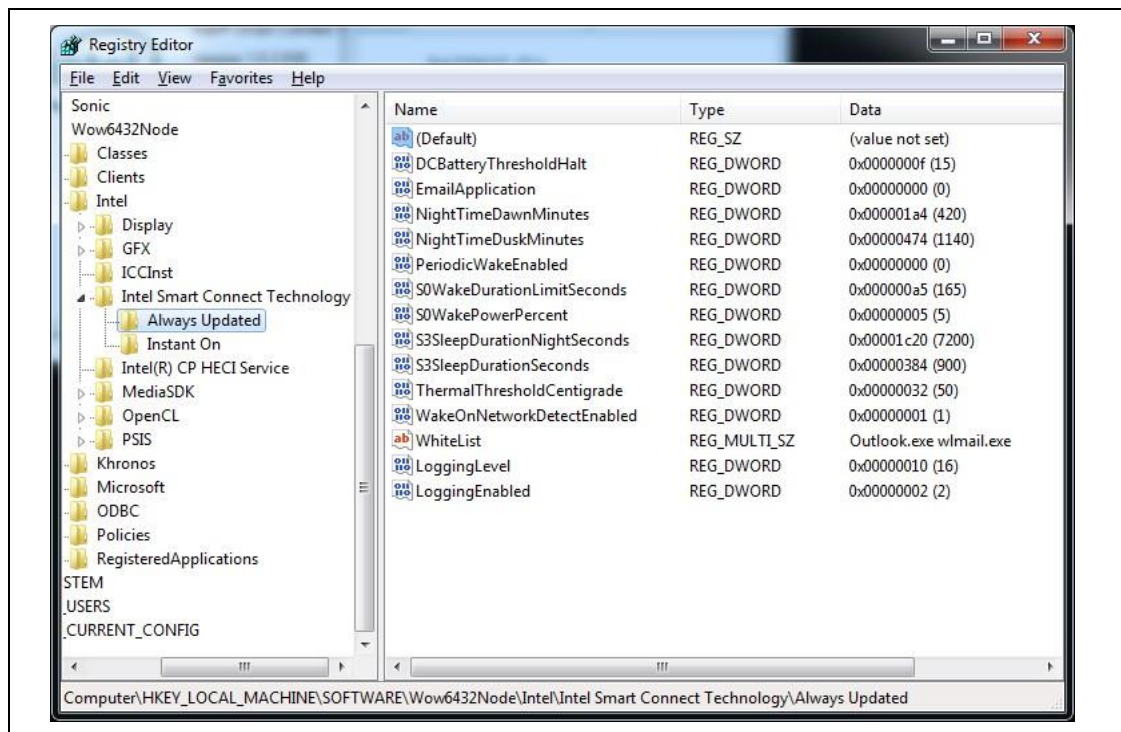 Registry Editor
File Edit View Favorites Help
Sonic
Wow6432Node
Classes
Clients
Intel
Display
GFX
ICCInst
Intel Smart Connect Technology
Always Updated
Instant On
Intel(R) CP HECI Service
MediaSDK
OpenCL
PSIS
Khronos
Microsoft
ODBC
Policies
RegisteredApplications
STEM
_USERS
_CURRENT_CONFIG
Name Type Data
(Default) REG_SZ (value not set)
DCBatteryThresholdHalt REG_DWORD 0x0000000f (15)
EmailApplication REG_DWORD 0x00000000 (0)
NightTimeDawnMinutes REG_DWORD 0x000001a4 (420)
NightTimeDuskMinutes REG_DWORD 0x00000474 (1140)
PeriodicWakeEnabled REG_DWORD 0x00000000 (0)
S0WakeDurationLimitSeconds REG_DWORD 0x000000a5 (165)
S0WakePowerPercent REG_DWORD 0x00000005 (5)
S3SleepDurationNightSeconds REG_DWORD 0x00001c20 (7200)
S3SleepDurationSeconds REG_DWORD 0x00000384 (900)
ThermalThresholdCentigrade REG_DWORD 0x00000032 (50)
WakeOnNetworkDetectEnabled REG_DWORD 0x00000001 (1)
WhiteList REG_MULTI_SZ Outlook.exe wlmail.exe
LoggingLevel REG_DWORD 0x00000010 (16)
LoggingEnabled REG_DWORD 0x00000002 (2)
Computer\HKEY_LOCAL_MACHINE\SOFTWARE\Wow6432Node\Intel\Intel Smart Connect Technology\Always Updated